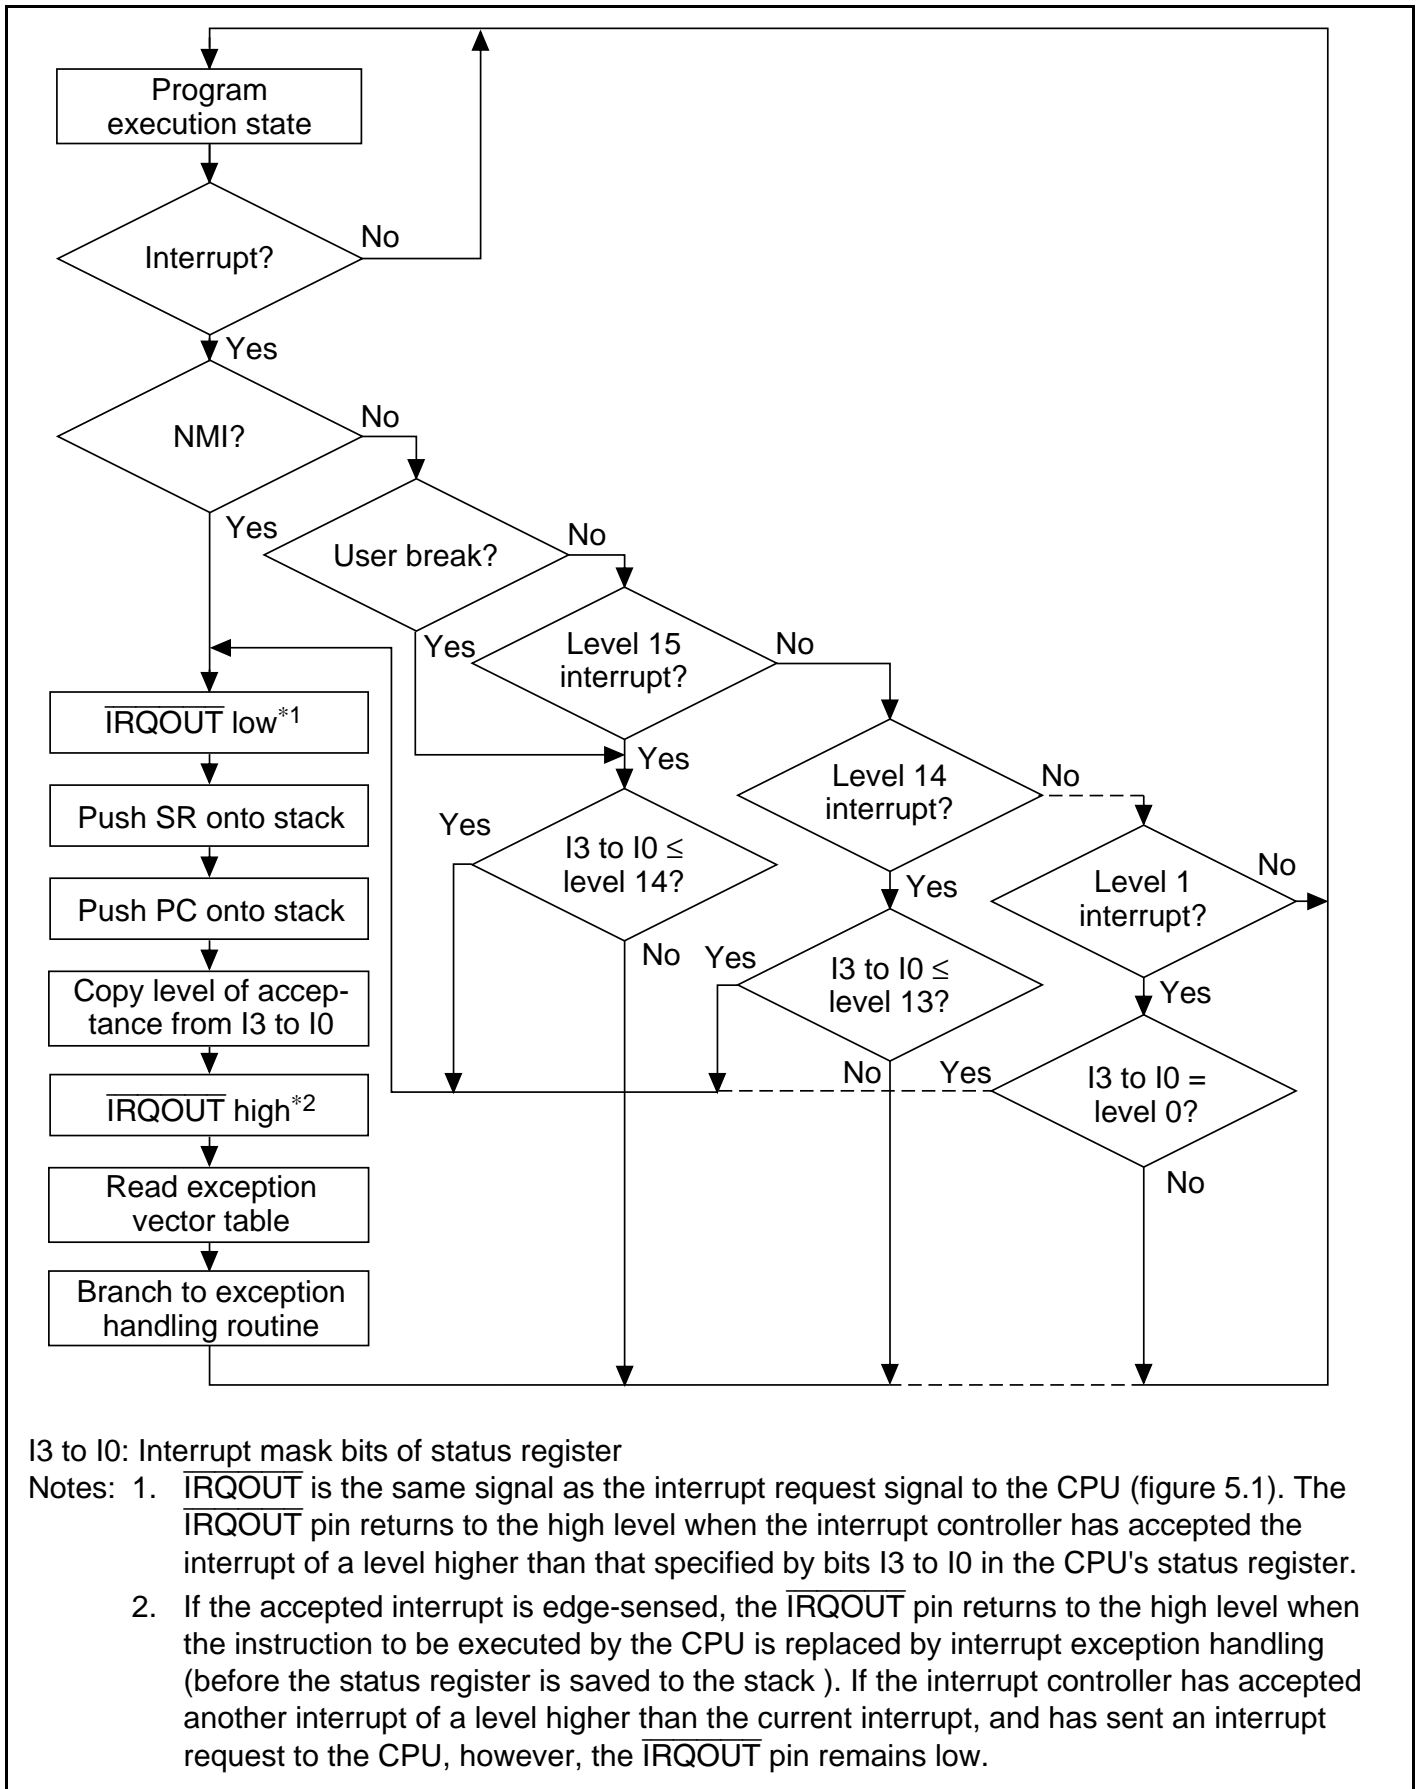 Program
execution state
Interrupt?
No
Yes
NMI?
No
Yes
User break?
No
Yes
Level 15
interrupt?
No
Yes
Level 14
interrupt?
No
Yes
Level 1
interrupt?
No
Yes
I3 to I0 ≤
level 14?
Yes
No
I3 to I0 ≤
level 13?
Yes
No
I3 to I0 =
level 0?
Yes
No
IRQOUT low*1
Push SR onto stack
Push PC onto stack
Copy level of accep-
tance from I3 to I0
IRQOUT high*2
Read exception
vector table
Branch to exception
handling routine
I3 to I0: Interrupt mask bits of status register
Notes: 1. IRQOUT is the same signal as the interrupt request signal to the CPU (figure 5.1). The
IRQOUT pin returns to the high level when the interrupt controller has accepted the
interrupt of a level higher than that specified by bits I3 to I0 in the CPU's status register.
2. If the accepted interrupt is edge-sensed, the IRQOUT pin returns to the high level when
the instruction to be executed by the CPU is replaced by interrupt exception handling
(before the status register is saved to the stack ). If the interrupt controller has accepted
another interrupt of a level higher than the current interrupt, and has sent an interrupt
request to the CPU, however, the IRQOUT pin remains low.